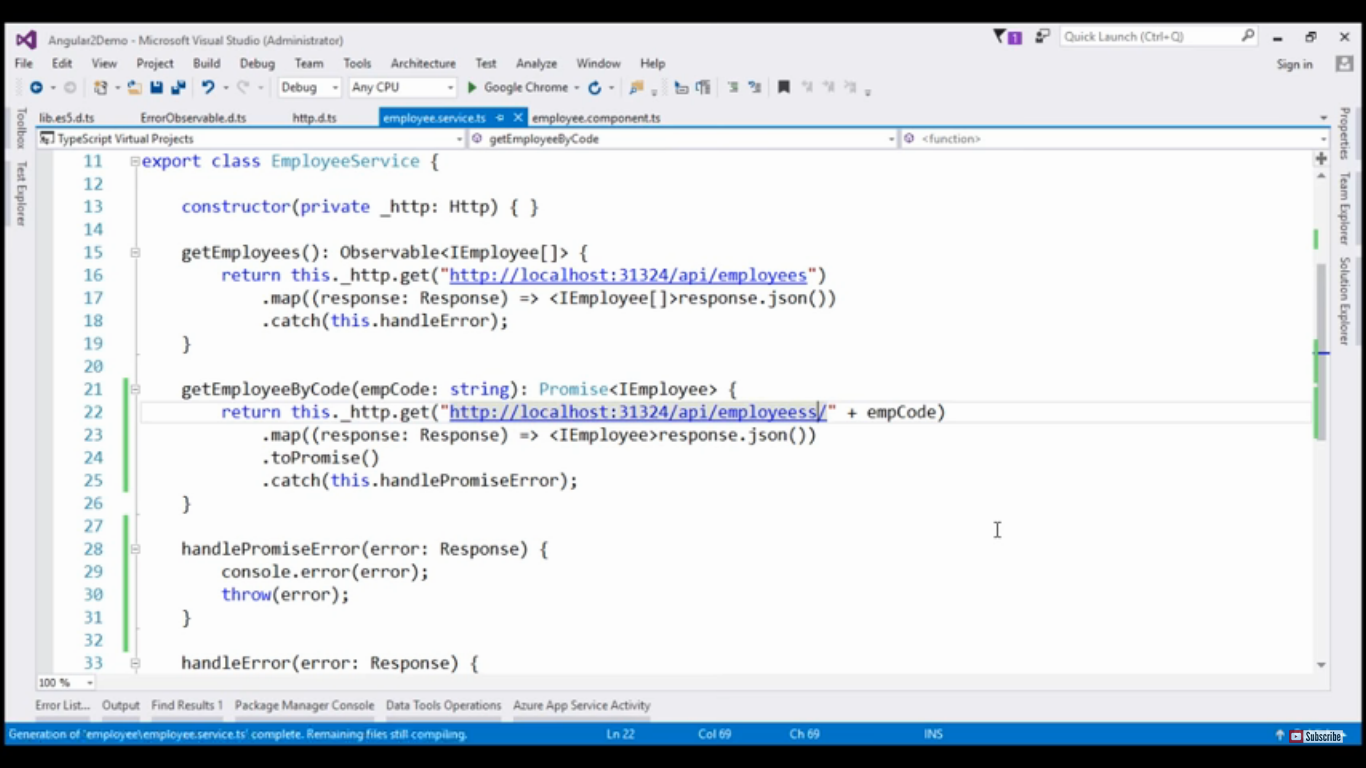 Angular2Demo - Microsoft Visual Studio (Administrator)
1
Quick Launch (Ctrl+Q)
File Edit View Project Build Debug Team Tools Architecture Test Analyze Window Help
Sign in
Debug Any CPU Google Chrome
lib.es5.d.ts ErrorObservable.d.ts http.d.ts employee.service.ts employee.component.ts
TypeScript Virtual Projects getEmployeeByCode <function>
Toolbox
Test Explorer
11 export class EmployeeService {
12
13 constructor(private _http: Http) { }
14
15 getEmployees(): Observable<IEmployee[]> {
16 return this._http.get("http://localhost:31324/api/employees")
17 .map((response: Response) => <IEmployee[]>response.json())
18 .catch(this.handleError);
19 }
20
21 getEmployeeByCode(empCode: string): Promise<IEmployee> {
22 return this._http.get("http://localhost:31324/api/employeess/" + empCode)
23 .map((response: Response) => <IEmployee>response.json())
24 .toPromise()
25 .catch(this.handlePromiseError);
26 }
27
28 handlePromiseError(error: Response) {
29 console.error(error);
30 throw(error);
31 }
32
33 handleError(error: Response) {
Properties
Team Explorer
Solution Explorer
100 %
Error List... Output Find Results 1 Package Manager Console Data Tools Operations Azure App Service Activity
Generation of 'employee\employee.service.ts' complete. Remaining files still compiling. Ln 22 Col 69 Ch 69 INS
Subscribe